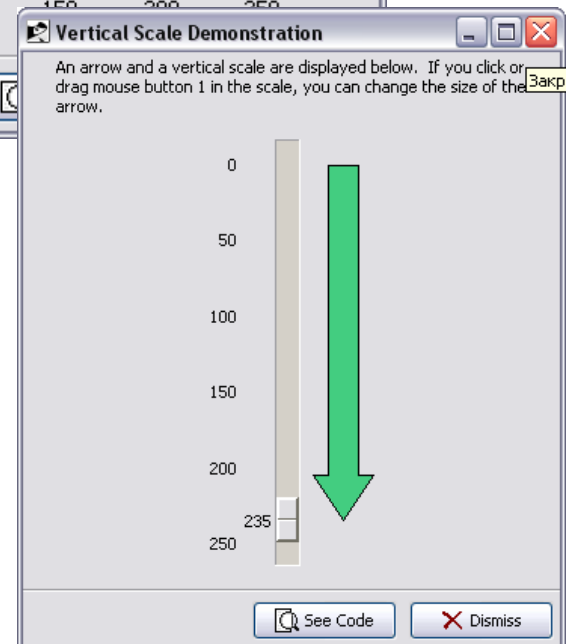 Vertical Scale Demonstration
An arrow and a vertical scale are displayed below. If you click or
drag mouse button 1 in the scale, you can change the size of the
arrow.
Закр
0
50
100
150
200
235
250
See Code
Dismiss